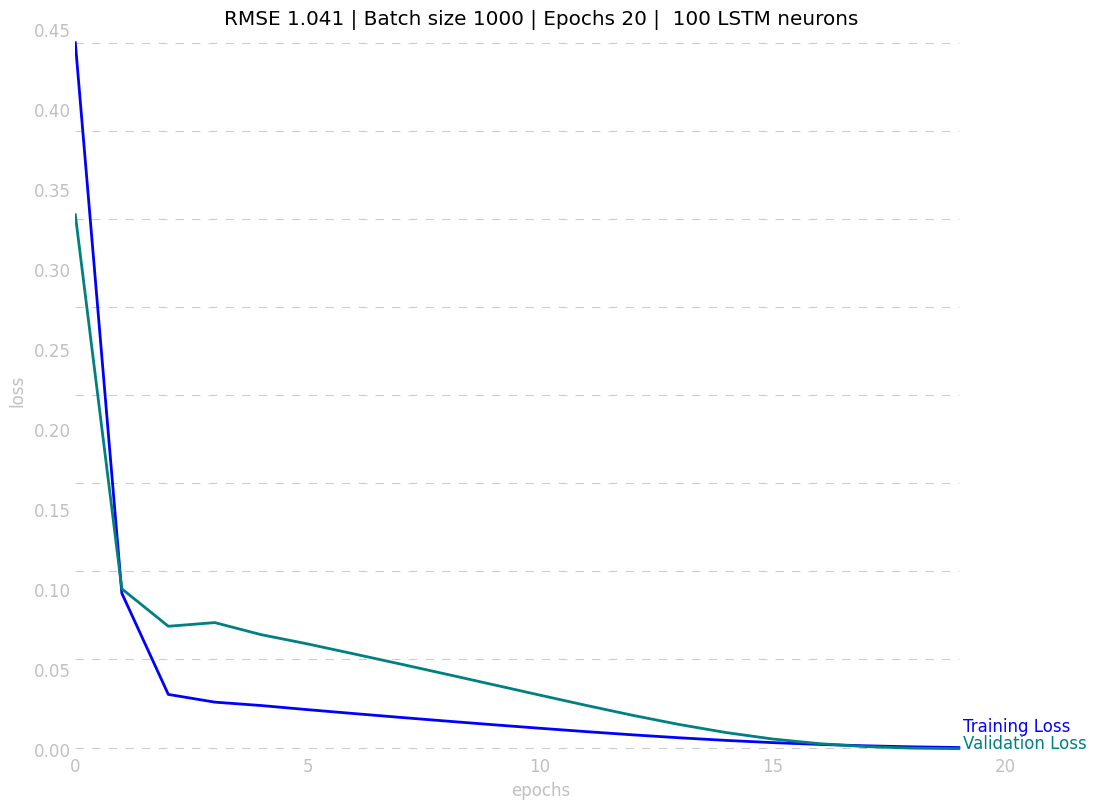 RMSE 1.041 | Batch size 1000 | Epochs 20 |  100 LSTM neurons
0.45
0.40
0.35
0.30
0.25
0.20
0.15
0.10
0.05
0.00
loss
Training Loss
Validation Loss
0 5 10 15 20
epochs